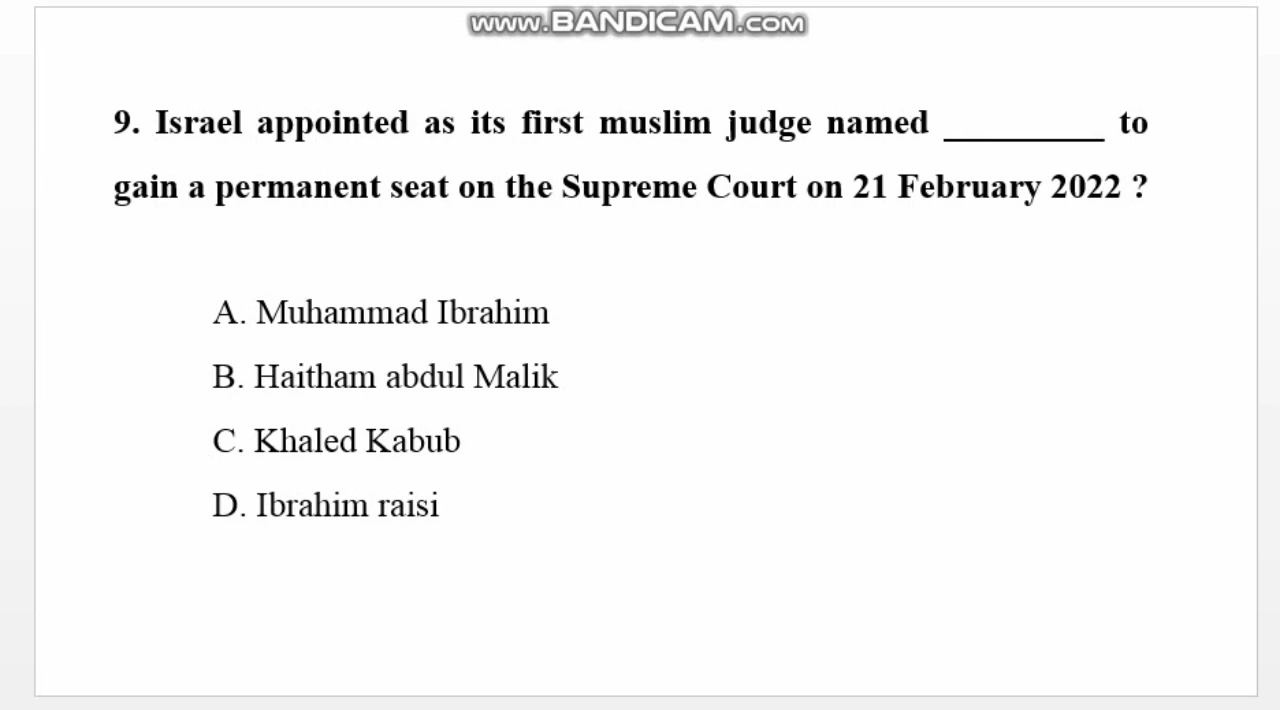 www.BANDICAM.com
9. Israel appointed as its first muslim judge named __________ to
gain a permanent seat on the Supreme Court on 21 February 2022 ?
A. Muhammad Ibrahim
B. Haitham abdul Malik
C. Khaled Kabub
D. Ibrahim raisi